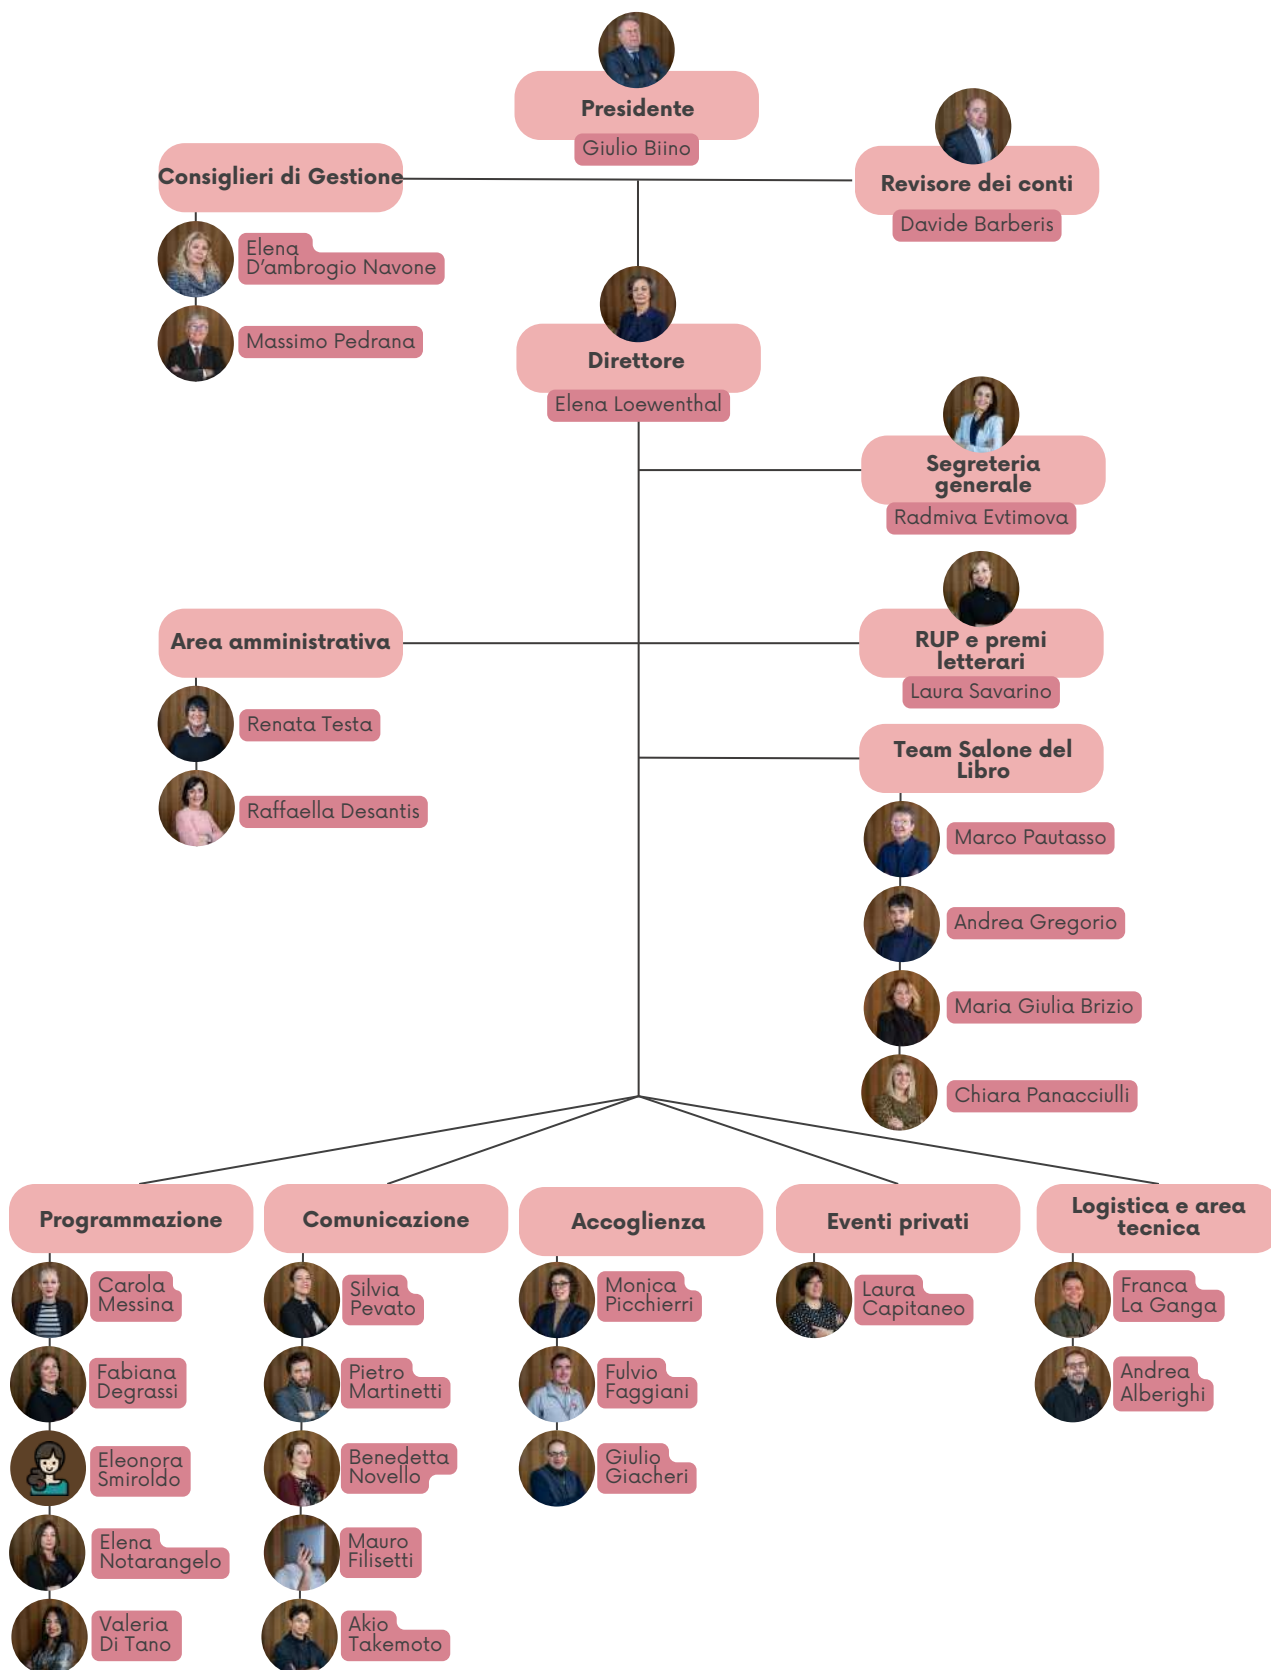 Presidente
Giulio Biino
Consiglieri di Gestione
Elena
D'ambrogio Navone
Massimo Pedrana
Revisore dei conti
Davide Barberis
Direttore
Elena Loewenthal
Segreteria
generale
Radmiva Evtimova
Area amministrativa
Renata Testa
Raffaella Desantis
RUP e premi
letterari
Laura Savarino
Team Salone del
Libro
Marco Pautasso
Andrea Gregorio
Maria Giulia Brizio
Chiara Panacciulli
Programmazione
Carola
Messina
Fabiana
Degrassi
Eleonora
Smiroldo
Elena
Notarangelo
Valeria
Di Tano
Comunicazione
Silvia
Pevato
Pietro
Martinetti
Benedetta
Novello
Mauro
Filisetti
Akio
Takemoto
Accoglienza
Monica
Picchierri
Fulvio
Faggiani
Giulio
Giacheri
Eventi privati
Laura
Capitaneo
Logistica e area
tecnica
Franca
La Ganga
Andrea
Alberighi